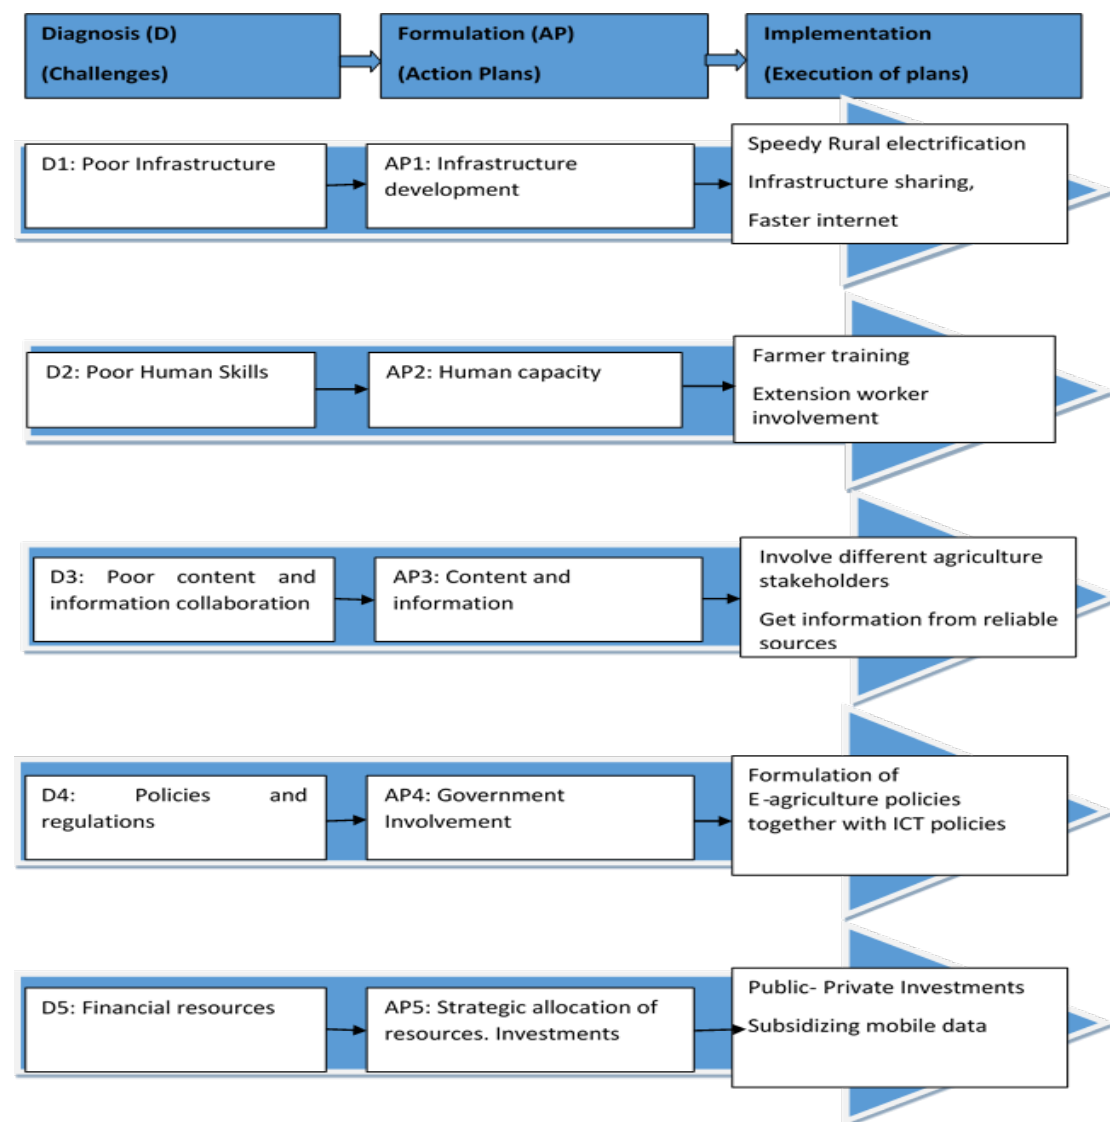 Diagnosis (D)
(Challenges)
Formulation (AP)
(Action Plans)
Implementation
(Execution of plans)
D1: Poor Infrastructure
AP1: Infrastructure
development
Speedy Rural electrification
Infrastructure sharing,
Faster internet
D2: Poor Human Skills
AP2: Human capacity
Farmer training
Extension worker
involvement
D3: Poor content and
information collaboration
AP3: Content and
information
Involve different agriculture
stakeholders
Get information from reliable
sources
D4: Policies and
regulations
AP4: Government
Involvement
Formulation of
E-agriculture policies
together with ICT policies
D5: Financial resources
AP5: Strategic allocation of
resources. Investments
Public- Private Investments
Subsidizing mobile data